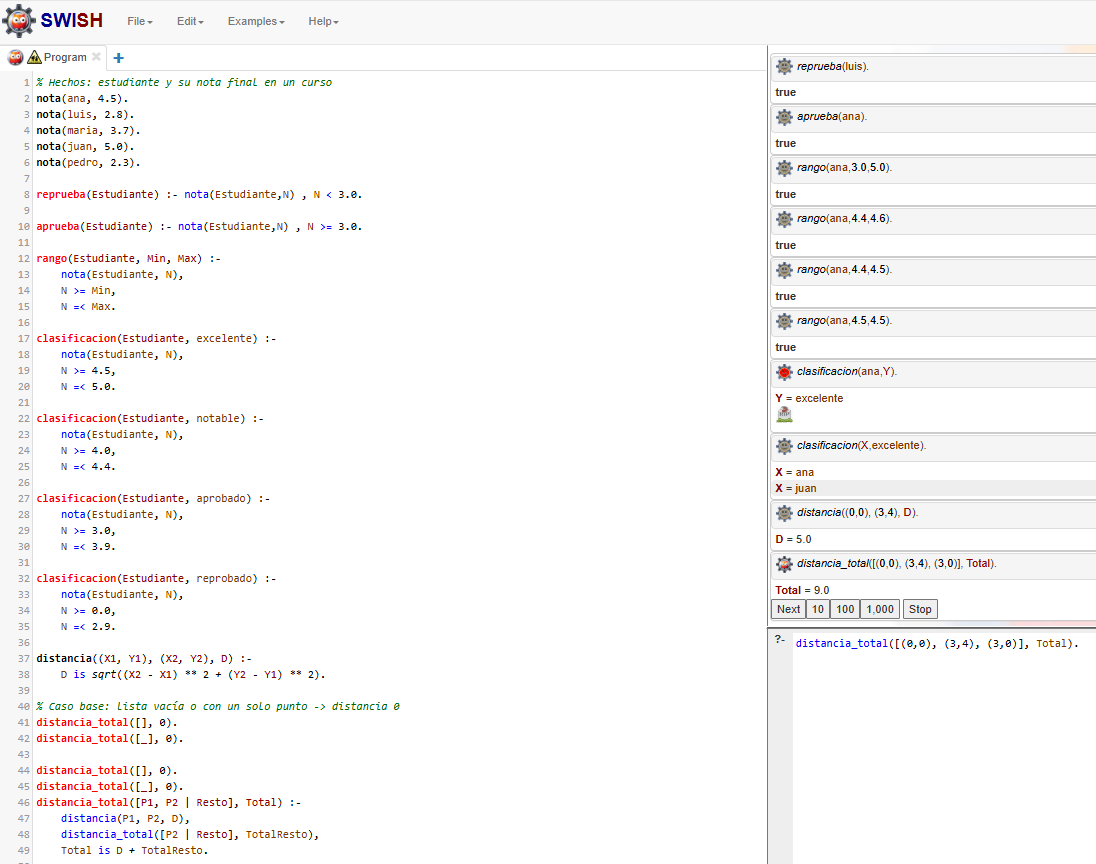 SWISH File Edit Examples Help
Program
1 % Hechos: estudiante y su nota final en un curso
2 nota(ana, 4.5).
3 nota(luis, 2.8).
4 nota(maria, 3.7).
5 nota(juan, 5.0).
6 nota(pedro, 2.3).
7
8 reprueba(Estudiante) :- nota(Estudiante,N) , N < 3.0.
9
10 aprueba(Estudiante) :- nota(Estudiante,N) , N >= 3.0.
11
12 rango(Estudiante, Min, Max) :-
13 nota(Estudiante, N),
14 N >= Min,
15 N =< Max.
16
17 clasificacion(Estudiante, excelente) :-
18 nota(Estudiante, N),
19 N >= 4.5,
20 N =< 5.0.
21
22 clasificacion(Estudiante, notable) :-
23 nota(Estudiante, N),
24 N >= 4.0,
25 N =< 4.4.
26
27 clasificacion(Estudiante, aprobado) :-
28 nota(Estudiante, N),
29 N >= 3.0,
30 N =< 3.9.
31
32 clasificacion(Estudiante, reprobado) :-
33 nota(Estudiante, N),
34 N >= 0.0,
35 N =< 2.9.
36
37 distancia((X1, Y1), (X2, Y2), D) :-
38 D is sqrt((X2 - X1) ** 2 + (Y2 - Y1) ** 2).
39
40 % Caso base: lista vacía o con un solo punto -> distancia 0
41 distancia_total([], 0).
42 distancia_total([_], 0).
43
44 distancia_total([], 0).
45 distancia_total([_], 0).
46 distancia_total([P1, P2 | Resto], Total) :-
47 distancia(P1, P2, D),
48 distancia_total([P2 | Resto], TotalResto),
49 Total is D + TotalResto.
reprueba(luis).
true
aprueba(ana).
true
rango(ana,3.0,5.0).
true
rango(ana,4.4,4.6).
true
rango(ana,4.4,4.5).
true
rango(ana,4.5,4.5).
true
clasificacion(ana,Y).
Y = excelente
clasificacion(X,excelente).
X = ana
X = juan
distancia((0,0), (3,4), D).
D = 5.0
distancia_total([(0,0), (3,4), (3,0)], Total).
Total = 9.0
Next 10 100 1,000 Stop
?- distancia_total([(0,0), (3,4), (3,0)], Total).